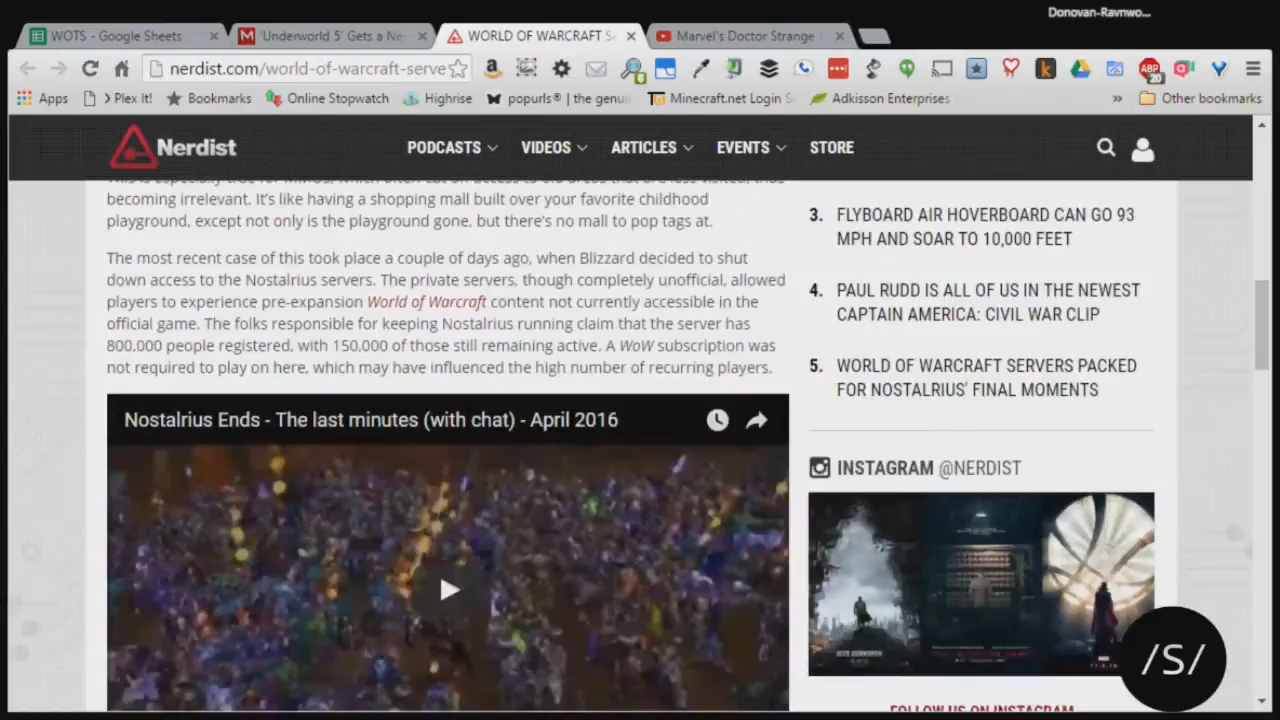 Donovan-Ravnwo...
WOTS - Google Sheets
'Underworld 5' Gets a Ne
WORLD OF WARCRAFT S
Marvel's Doctor Strange
nerdist.com/world-of-warcraft-serve
ABP
20
Apps
> Plex It!
Bookmarks
Online Stopwatch
Highrise
popurls® | the genu
Minecraft.net Login
Adkisson Enterprises
»
Other bookmarks
Nerdist
PODCASTS
VIDEOS
ARTICLES
EVENTS
STORE
becoming irrelevant. It's like having a shopping mall built over your favorite childhood
playground, except not only is the playground gone, but there's no mall to pop tags at.
The most recent case of this took place a couple of days ago, when Blizzard decided to shut
down access to the Nostalrius servers. The private servers, though completely unofficial, allowed
players to experience pre-expansion World of Warcraft content not currently accessible in the
official game. The folks responsible for keeping Nostalrius running claim that the server has
800,000 people registered, with 150,000 of those still remaining active. A WoW subscription was
not required to play on here, which may have influenced the high number of recurring players.
Nostalrius Ends - The last minutes (with chat) - April 2016
3. FLYBOARD AIR HOVERBOARD CAN GO 93
MPH AND SOAR TO 10,000 FEET
4. PAUL RUDD IS ALL OF US IN THE NEWEST
CAPTAIN AMERICA: CIVIL WAR CLIP
5. WORLD OF WARCRAFT SERVERS PACKED
FOR NOSTALRIUS' FINAL MOMENTS
INSTAGRAM @NERDIST
/S/
FOLLOW US ON INSTAGRAM